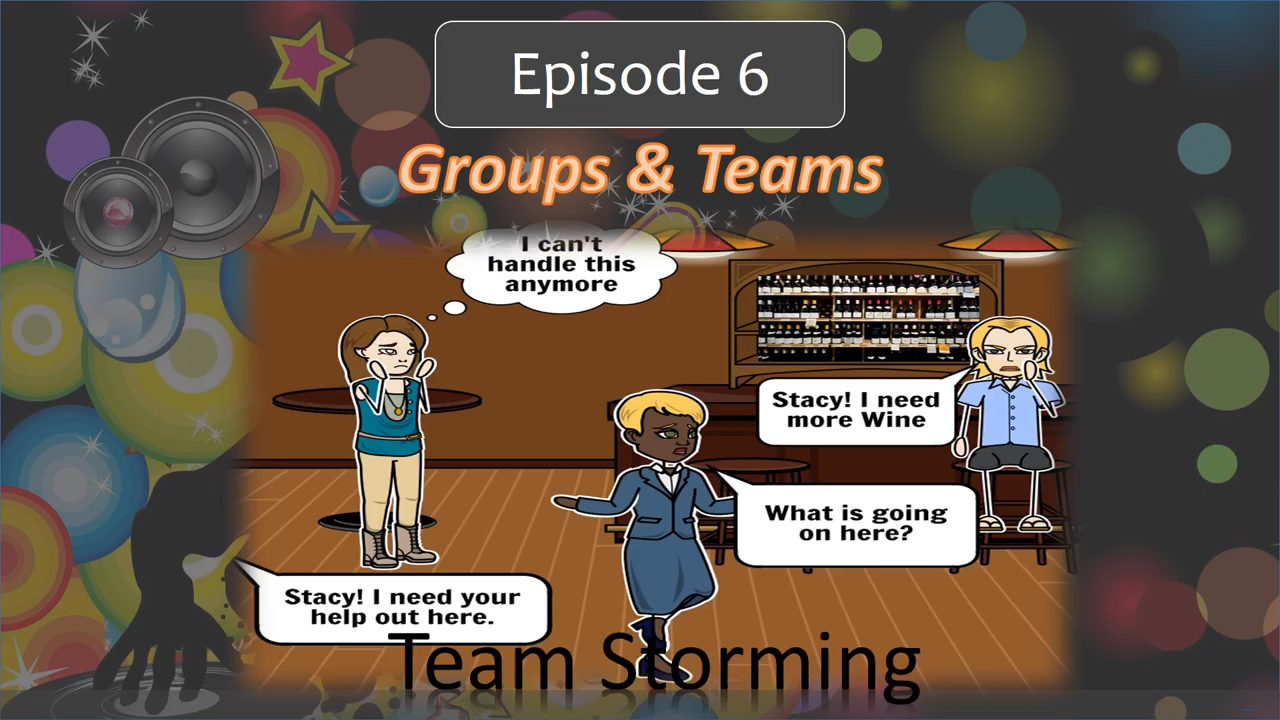 Episode 6
Groups & Teams
I can't
handle this
anymore
Stacy! I need
more Wine
What is going
on here?
Stacy! I need your
help out here.
Team Storming